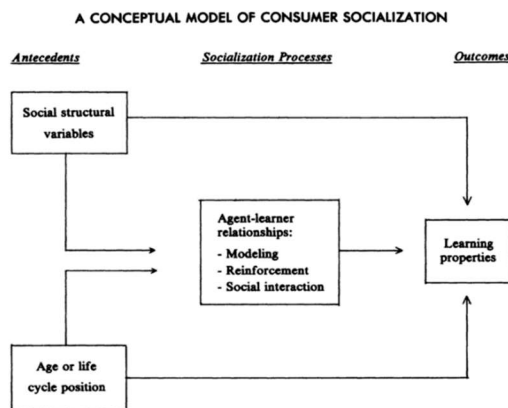 A CONCEPTUAL MODEL OF CONSUMER SOCIALIZATION
Antecedents
Socialization Processes
Outcomes
Social structural
variables
Agent-learner
relationships:
- Modeling
- Reinforcement
- Social interaction
Learning
properties
Age or life
cycle position